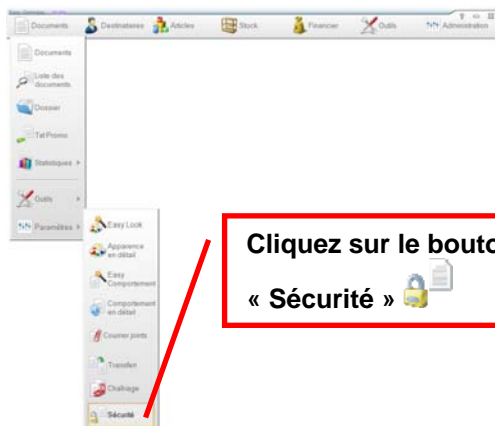 Documents Destinataires Articles Stock Financier Outils Administration
Documents
Liste des
documents
Dossier
Tel Promo
Statistiques
Outils
Paramètres
Easy Look
Apparence
en détail
Easy
Comportement
Comportement
en détail
Courrier joints
Transfert
Chaînage
Sécurité
Cliquez sur le bouto
« Sécurité »